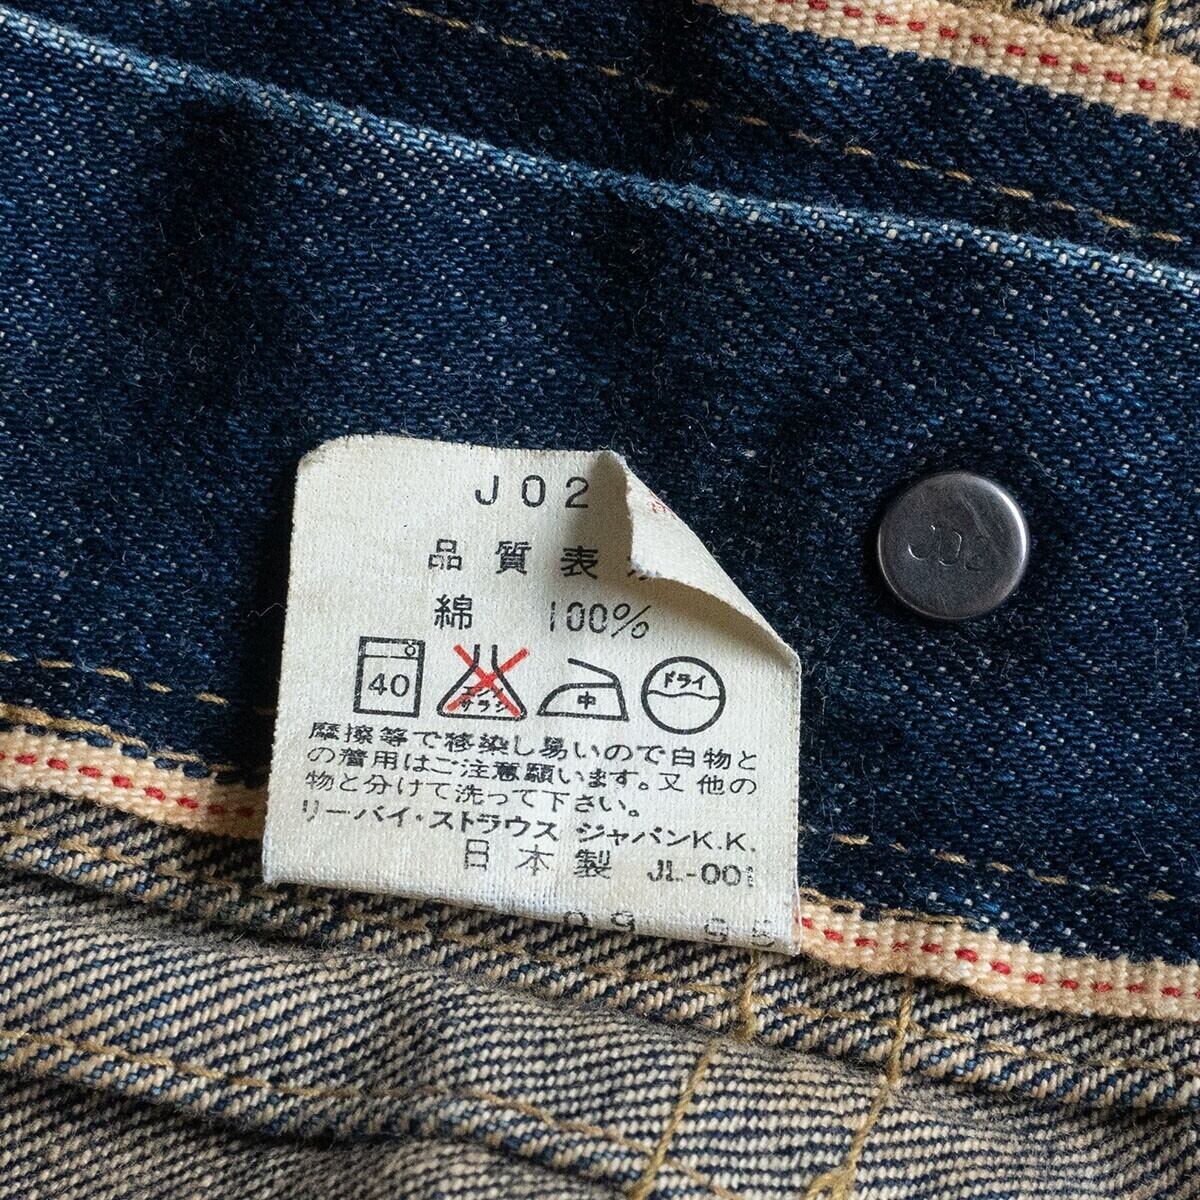 J02
品質表
綿 100%
40
エンソ
サラシ
中
ドライ
摩擦等で移染し易いので白物と
の着用はご注意願います。又他の
物と分けて洗って下さい。
リーバイ・ストラウス ジャパンK.K.
日本製 JL-001
J02